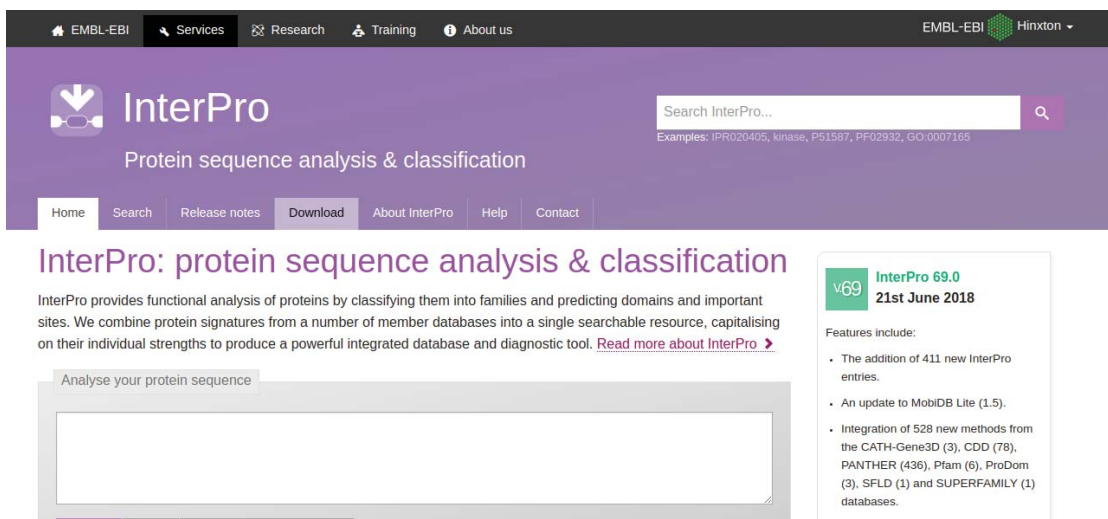 EMBL-EBI Services Research Training About us EMBL-EBI Hinxton
InterPro
Protein sequence analysis & classification
Search InterPro...
Examples: IPR020405, kinase, P51587, PF02932, GO:0007165
Home Search Release notes Download About InterPro Help Contact
InterPro: protein sequence analysis & classification
InterPro provides functional analysis of proteins by classifying them into families and predicting domains and important
sites. We combine protein signatures from a number of member databases into a single searchable resource, capitalising
on their individual strengths to produce a powerful integrated database and diagnostic tool. Read more about InterPro
Analyse your protein sequence
V.69
InterPro 69.0
21st June 2018
Features include:
The addition of 411 new InterPro
entries.
An update to MobiDB Lite (1.5).
Integration of 528 new methods from
the CATH-Gene3D (3), CDD (78),
PANTHER (436), Pfam (6), ProDom
(3), SFLD (1) and SUPERFAMILY (1)
databases.